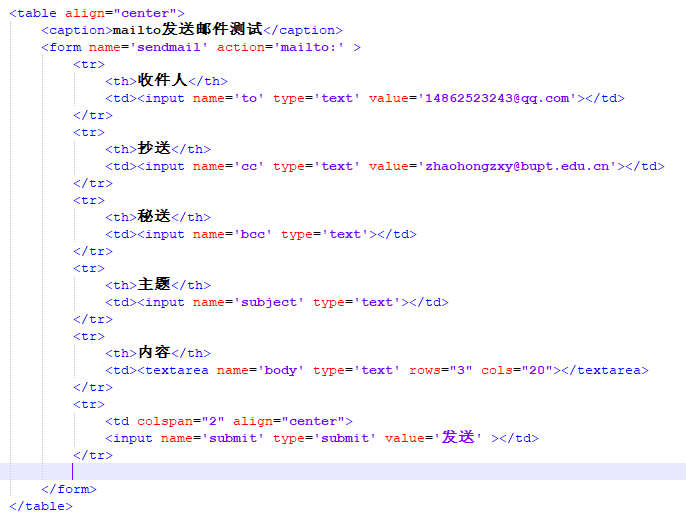 <table align="center">
<caption>mailto发送邮件测试</caption>
<form name='sendmail' action='mailto:' >
<tr>
<th>收件人</th>
<td><input name='to' type='text' value='14862523243@qq.com'></td>
</tr>
<tr>
<th>抄送</th>
<td><input name='cc' type='text' value='zhaohongzxy@bupt.edu.cn'></td>
</tr>
<tr>
<th>秘送</th>
<td><input name='bcc' type='text'></td>
</tr>
<tr>
<th>主题</th>
<td><input name='subject' type='text'></td>
</tr>
<tr>
<th>内容</th>
<td><textarea name='body' type='text' rows="3" cols="20"></textarea>
</tr>
<tr>
<td colspan="2" align="center">
<input name='submit' type='submit' value='发送' ></td>
</tr>
</form>
</table>